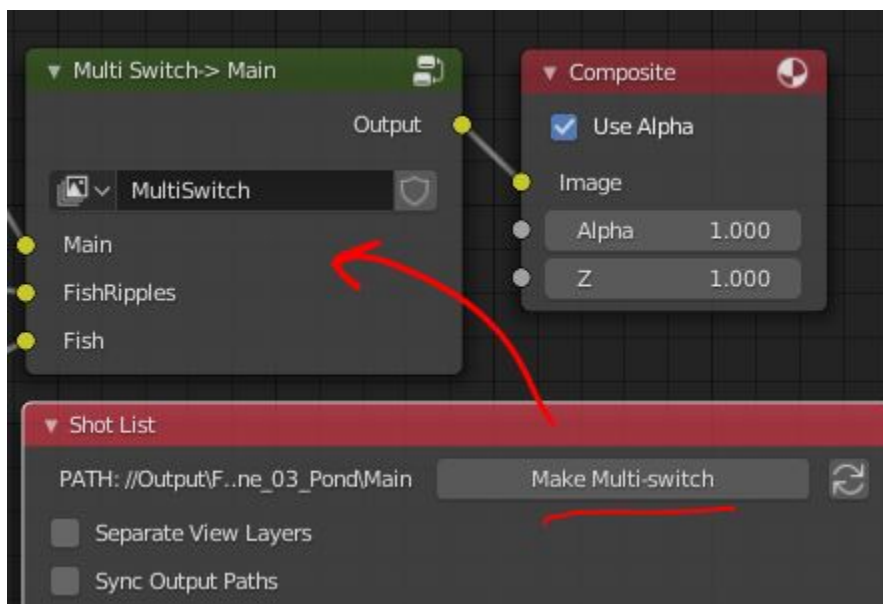 Multi Switch-> Main
Output
MultiSwitch
Main
FishRipples
Fish
Composite
Use Alpha
Image
Alpha 1.000
Z 1.000
Shot List
PATH: //Output\F..ne_03_Pond\Main Make Multi-switch
Separate View Layers
Sync Output Paths